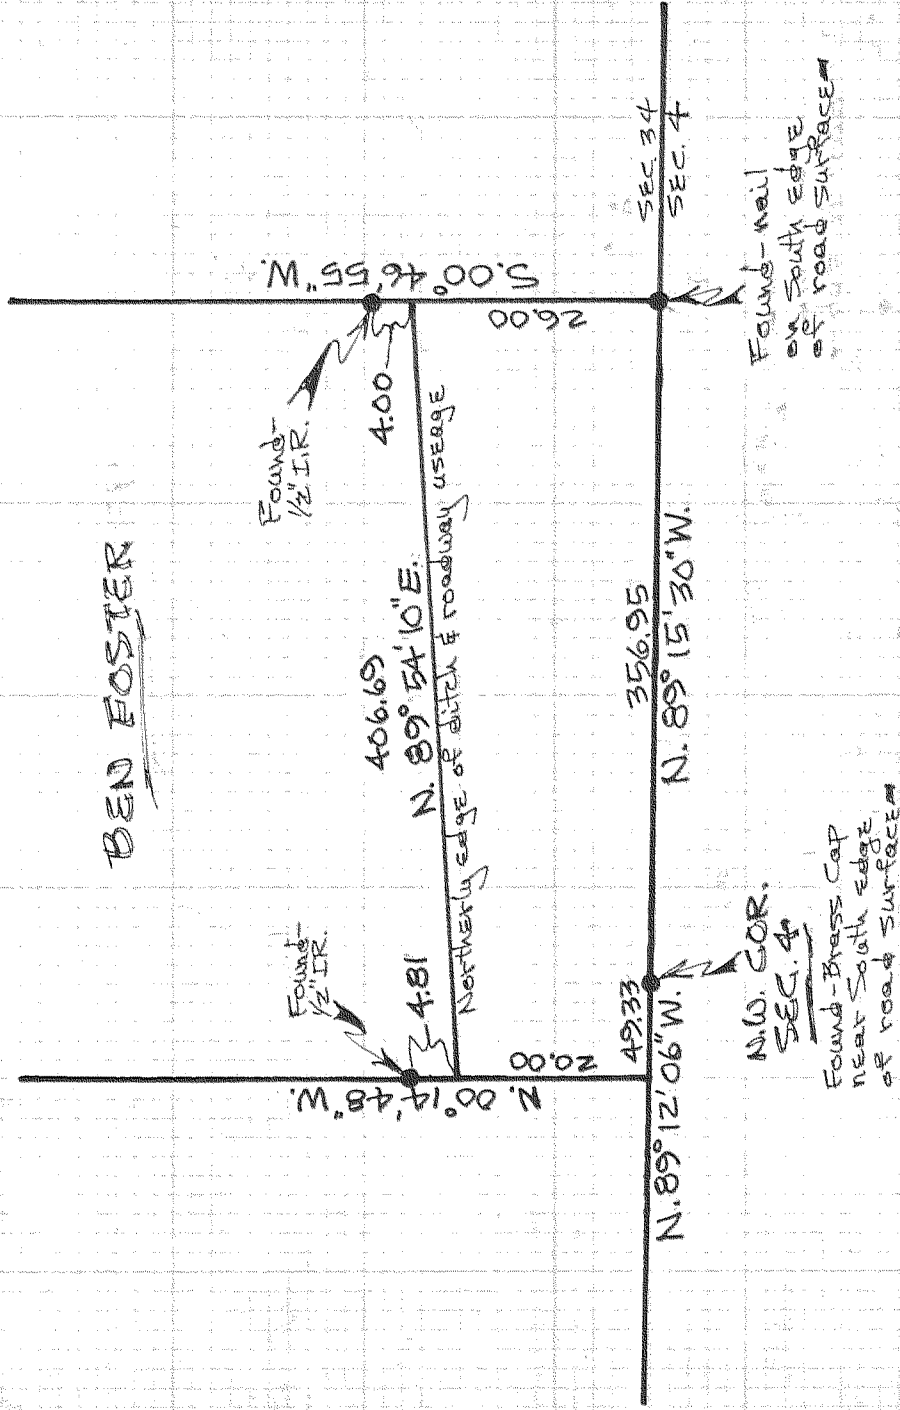 BEN FOSTER
Found-
1/2" I.R.
Found-
1/2" I.R.
4.81
4.00
406.69
N. 89° 54' 10" E.
Northerly edge of ditch & roadway useage
N. 00° 14' 48" W.
20.00
S. 00° 46' 55" W.
26.00
49.33
356.95
N. 89° 12' 06" W.
N. 89° 15' 30" W.
SEC. 34
SEC. 4
N.W. COR.
SEC. 4
Found-Brass Cap
near South edge
of road surface
Found-nail
on South edge
of road surface